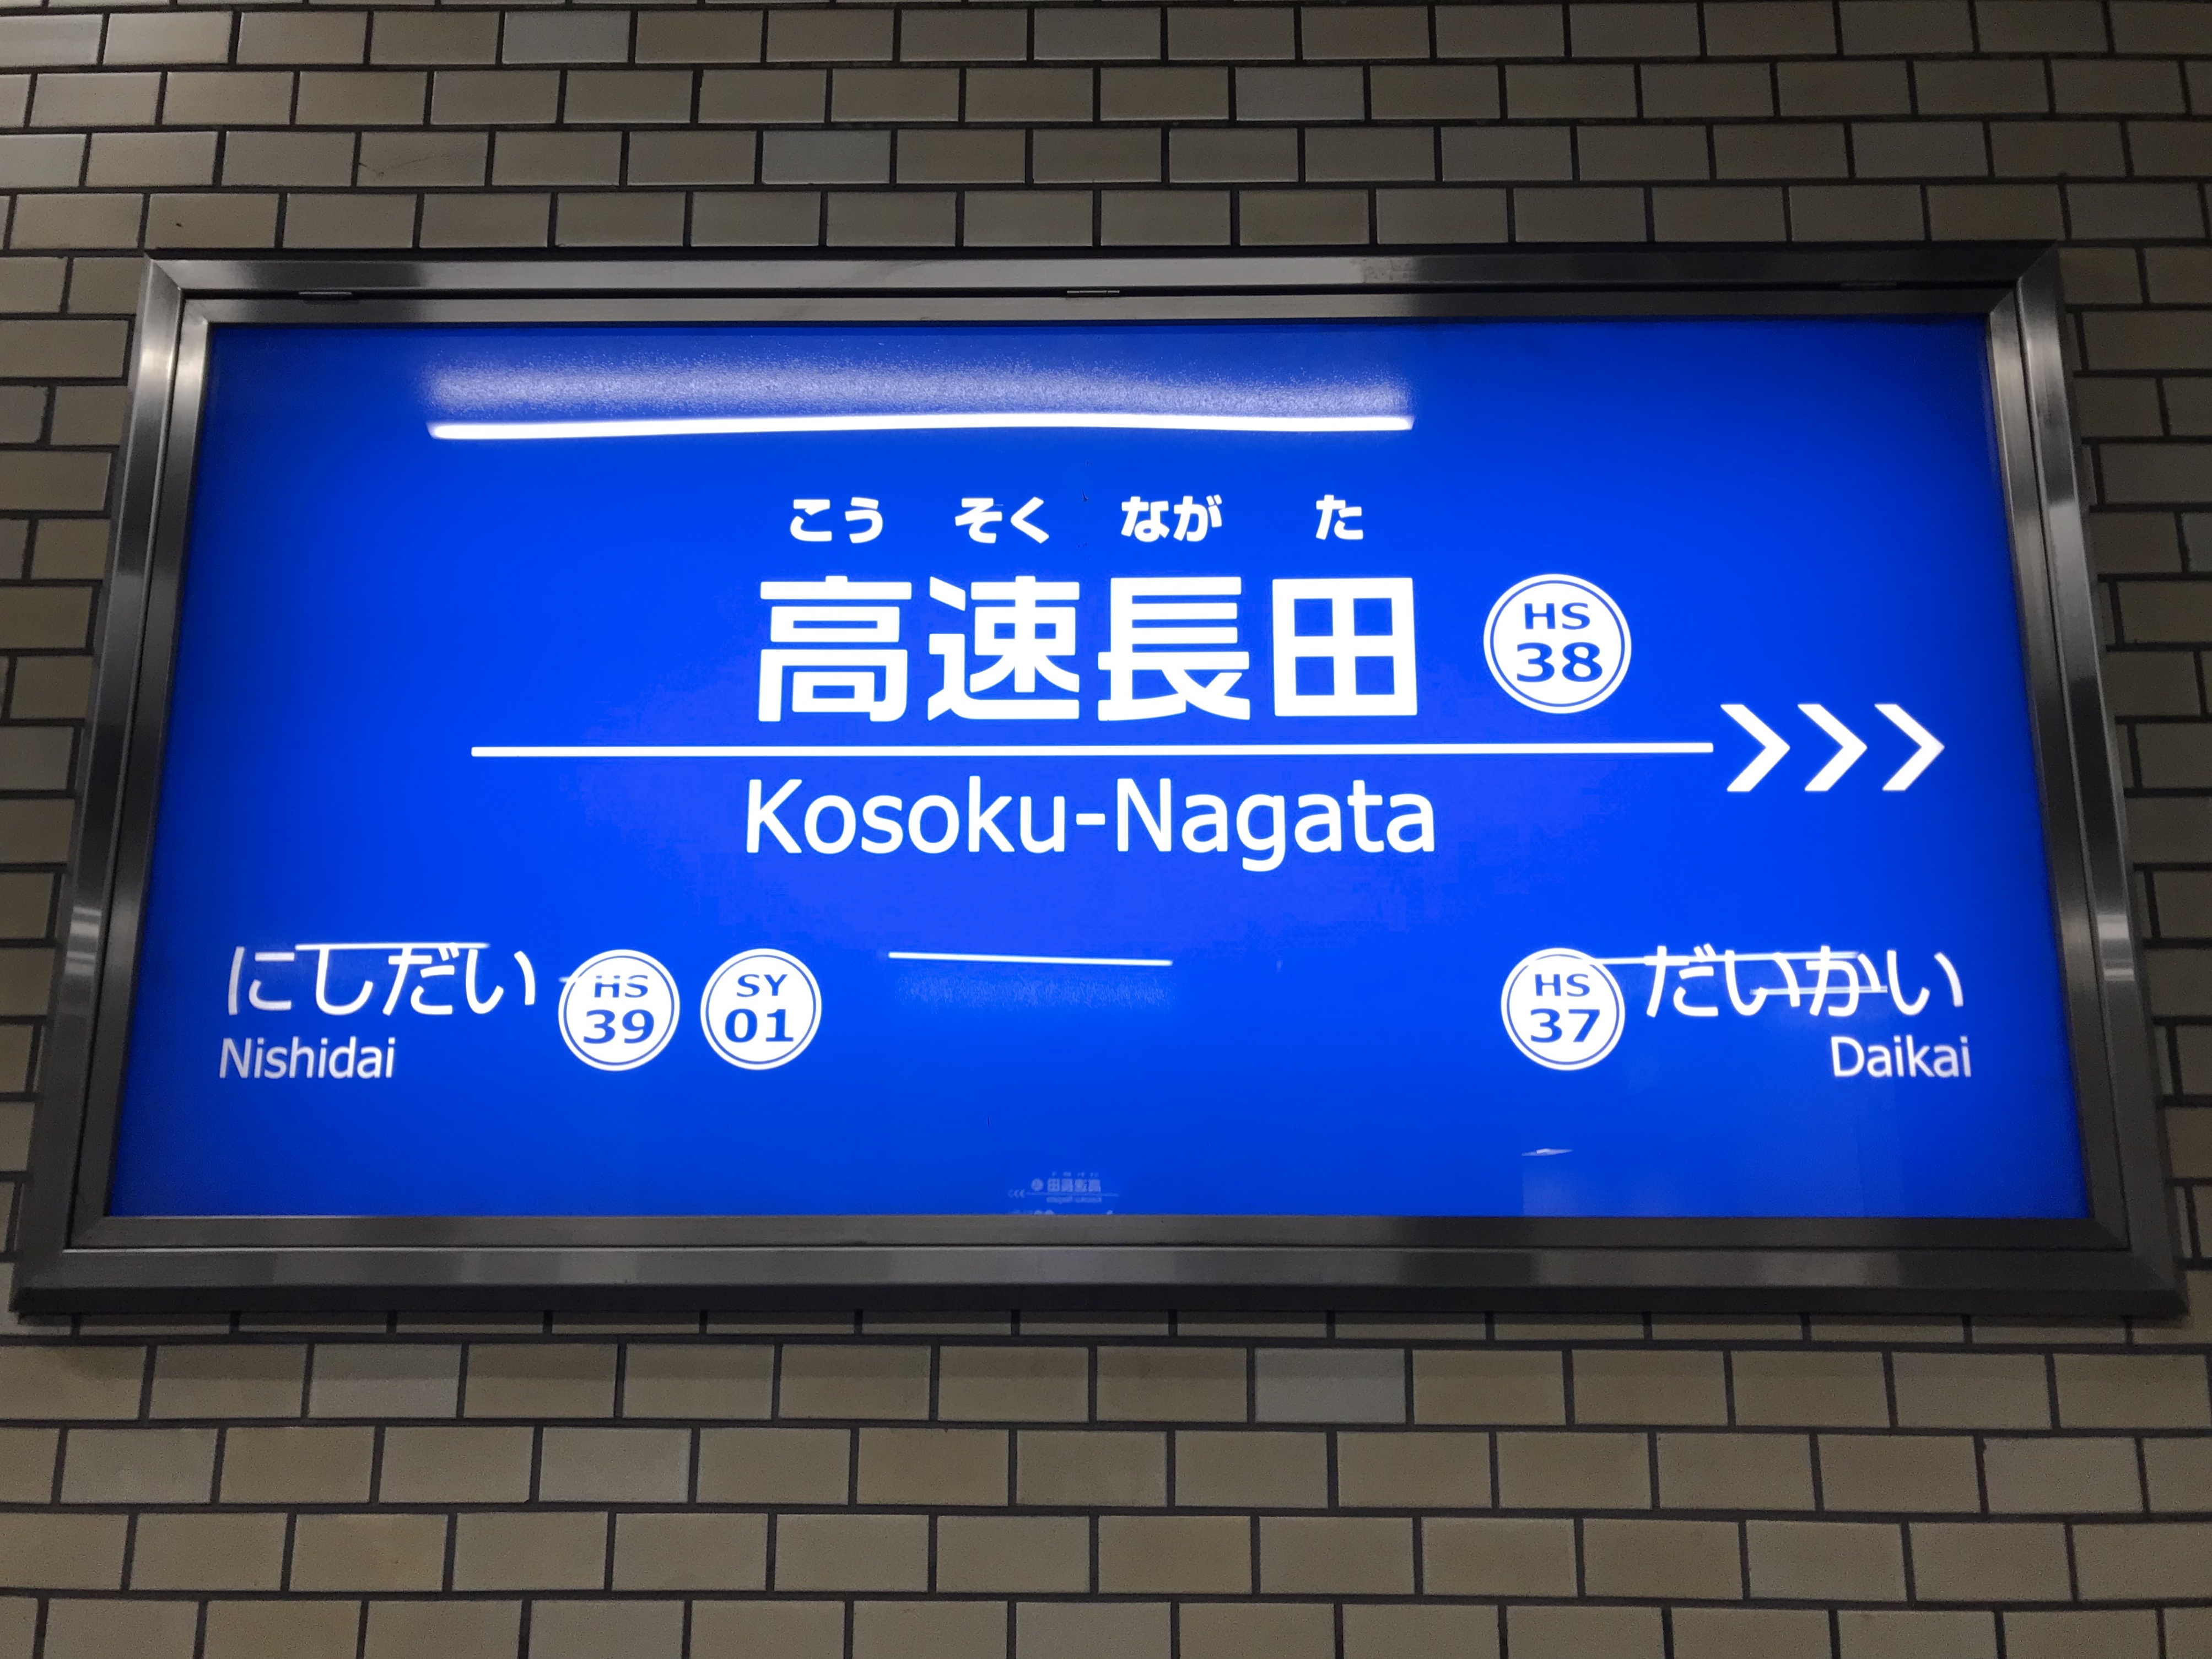 こう そく なが た
高速長田 HS 38
Kosoku-Nagata
にしだい HS 39 SY 01
Nishidai
HS 37 だいかい
Daikai